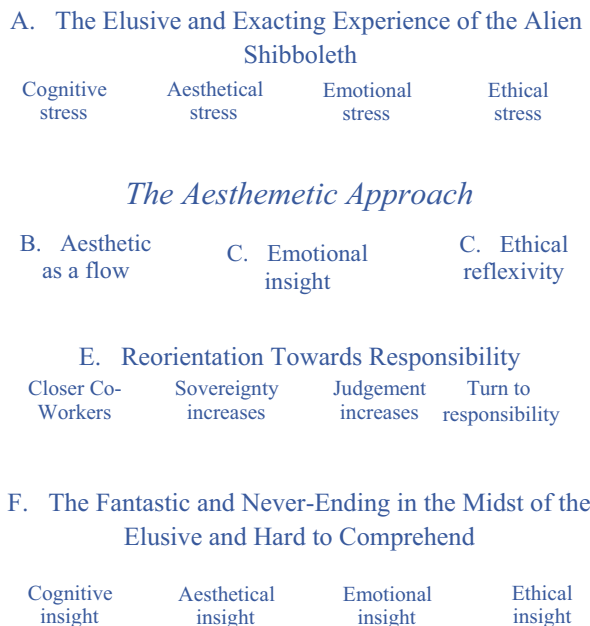 A. The Elusive and Exacting Experience of the Alien
Shibboleth
Cognitive
stress
Aesthetical
stress
Emotional
stress
Ethical
stress
The Aesthemetic Approach
B. Aesthetic
as a flow
C. Emotional
insight
C. Ethical
reflexivity
E. Reorientation Towards Responsibility
Closer Co-
Workers
Sovereignty
increases
Judgement
increases
Turn to
responsibility
F. The Fantastic and Never-Ending in the Midst of the
Elusive and Hard to Comprehend
Cognitive
insight
Aesthetical
insight
Emotional
insight
Ethical
insight